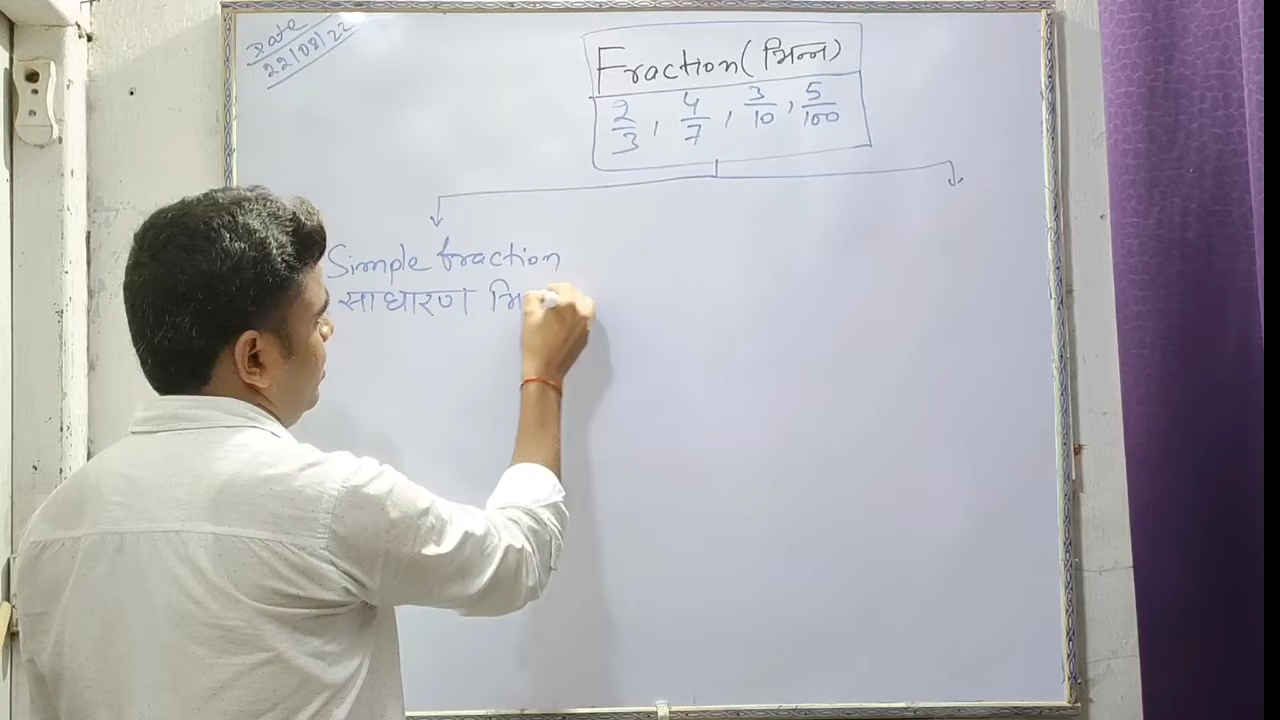 Date
22/08/22
Fraction (भिन्न)
2/3, 4/7, 3/10, 5/100
Simple fraction
साधारण भि